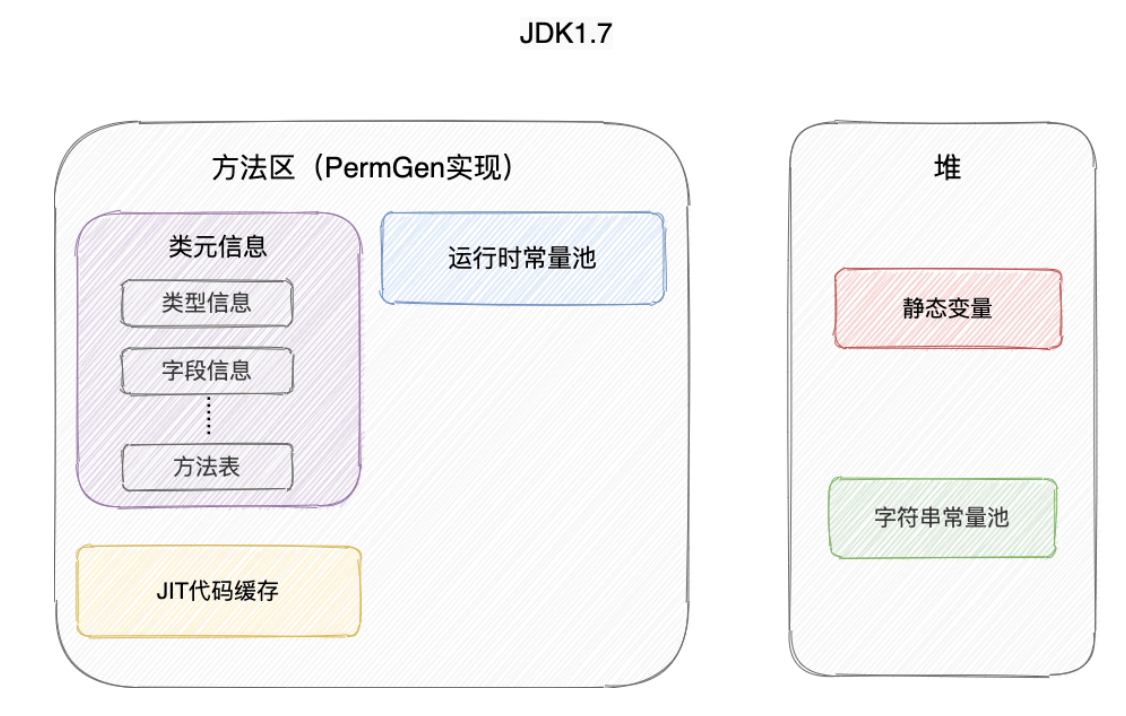 JDK1.7
方法区（PermGen实现）
类元信息
类型信息
字段信息
方法表
运行时常量池
JIT代码缓存
堆
静态变量
字符串常量池